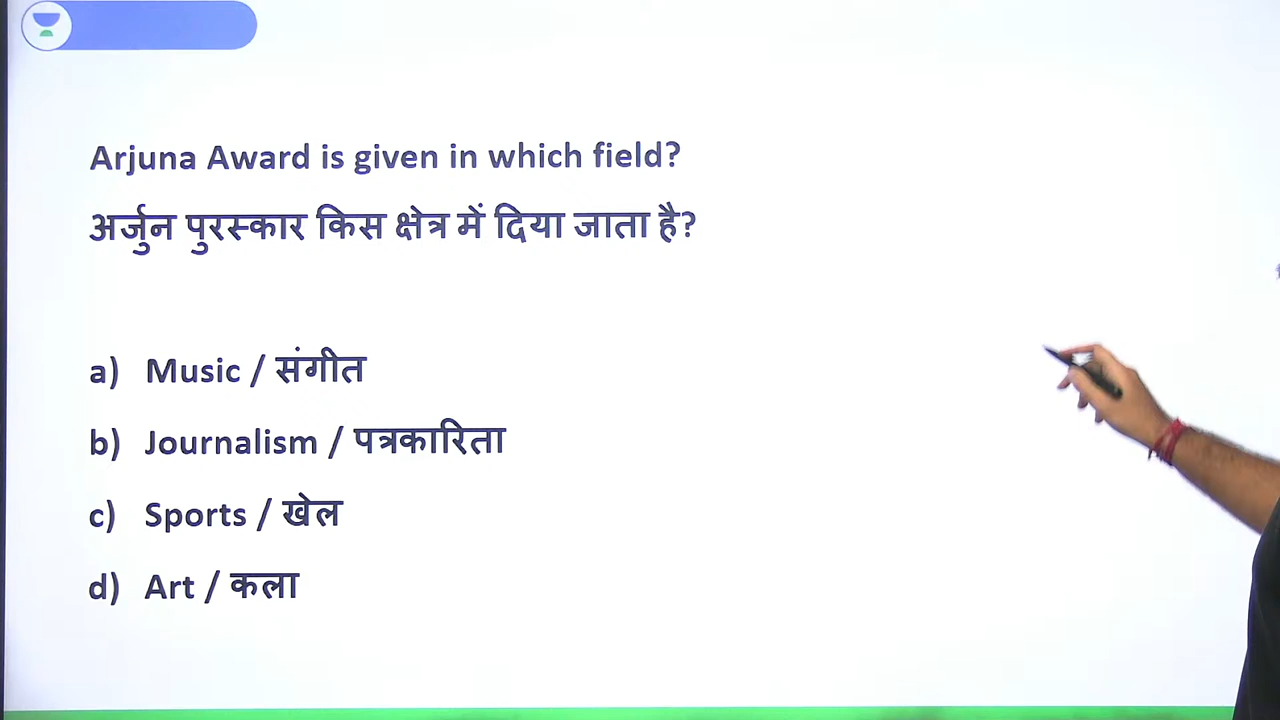 Arjuna Award is given in which field?
अर्जुन पुरस्कार किस क्षेत्र में दिया जाता है?
a) Music / संगीत
b) Journalism / पत्रकारिता
c) Sports / खेल
d) Art / कला